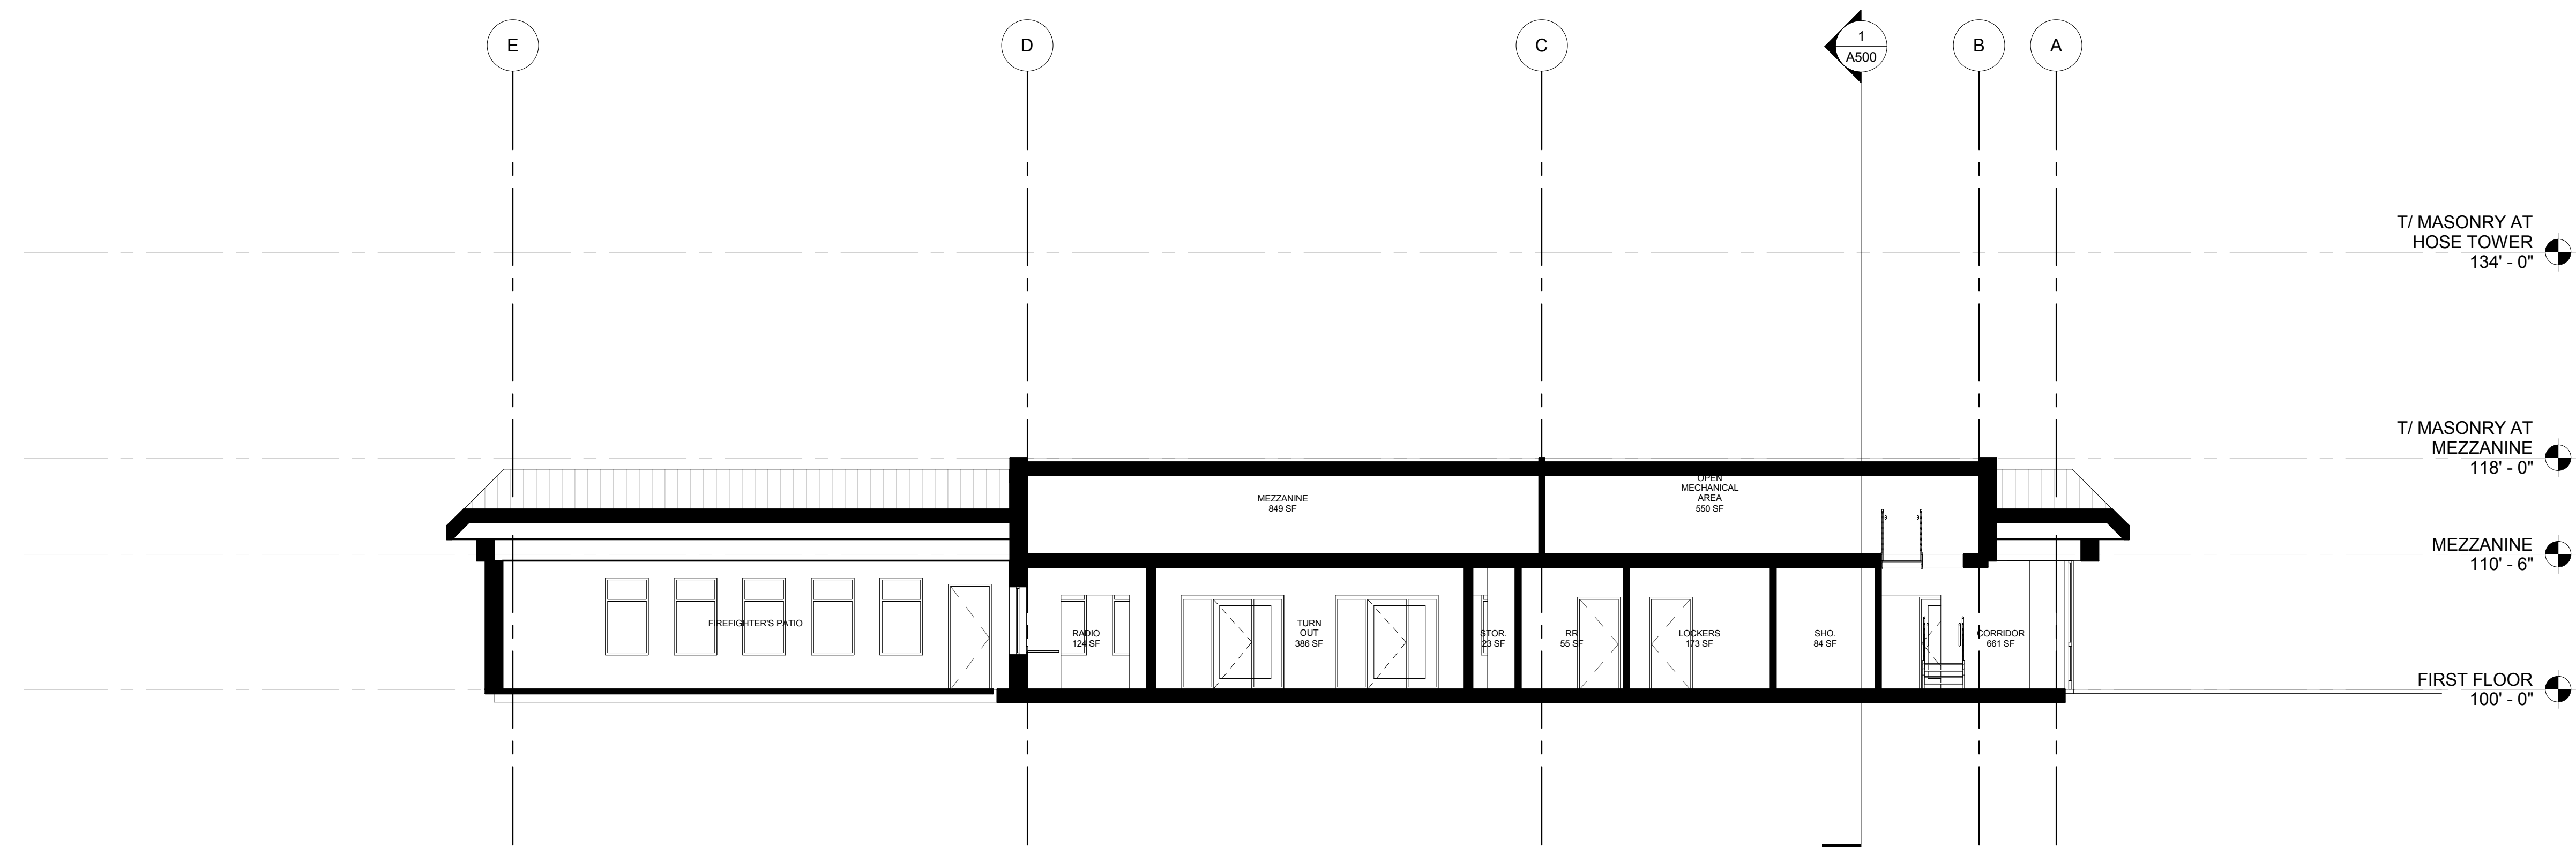 E
D
C
1
A500
B
A
T/ MASONRY AT
HOSE TOWER
134' - 0"
T/ MASONRY AT
MEZZANINE
118' - 0"
MEZZANINE
110' - 6"
FIRST FLOOR
100' - 0"
MEZZANINE
849 SF
OPEN
MECHANICAL
AREA
550 SF
FIREFIGHTER'S PATIO
RADIO
124 SF
TURN
OUT
386 SF
STOR.
23 SF
RR
55 SF
LOCKERS
173 SF
SHO.
84 SF
CORRIDOR
661 SF